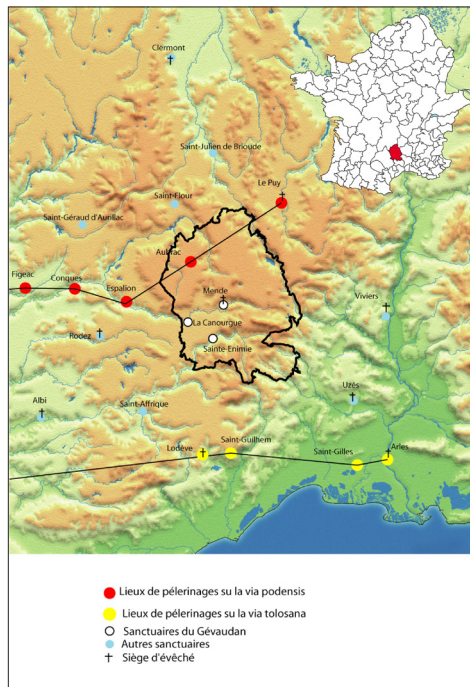 Clérmont
Saint-Julien de Brioude
Le Puy
Saint-Flour
Saint-Géraud d'Aurillac
Aubrac
Conques
Figeac
Espalion
Mende
La Canourgue
Viviers
Rodez
Sainte-Enimie
Uzès
Albi
Saint-Affrique
Saint-Guilhem
Lodève
Saint-Gilles
Arles
Lieux de pélerinages su la via podensis
Lieux de pélerinages su la via tolosana
Sanctuaires du Gévaudan
Autres sanctuaires
Siège d'évêché